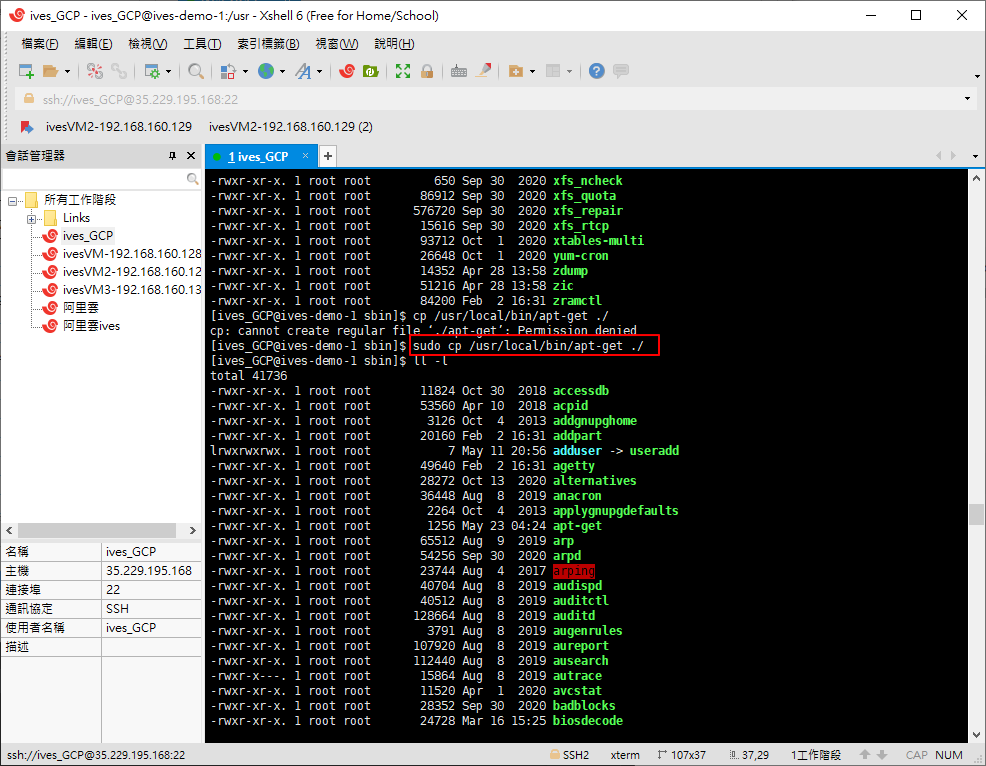 ives_GCP - ives_GCP@ives-demo-1:/usr - Xshell 6 (Free for Home/School)
檔案(F) 編輯(E) 檢視(V) 工具(T) 索引標籤(B) 視窗(W) 說明(H)
ssh://ives_GCP@35.229.195.168:22
ivesVM2-192.168.160.129 ivesVM2-192.168.160.129 (2)
會話管理器
所有工作階段
Links
ives_GCP
ivesVM-192.168.160.128
ivesVM2-192.168.160.12
ivesVM3-192.168.160.13
阿里雲
阿里雲ives
名稱 ives_GCP
主機 35.229.195.168
連接埠 22
通訊協定 SSH
使用者名稱 ives_GCP
描述
1 ives_GCP × +
-rwxr-xr-x. 1 root root 650 Sep 30 2020 xfs_ncheck
-rwxr-xr-x. 1 root root 86912 Sep 30 2020 xfs_quota
-rwxr-xr-x. 1 root root 576720 Sep 30 2020 xfs_repair
-rwxr-xr-x. 1 root root 15616 Sep 30 2020 xfs_rtcp
-rwxr-xr-x. 1 root root 93712 Oct 1 2020 xtables-multi
-rwxr-xr-x. 1 root root 26648 Oct 1 2020 yum-cron
-rwxr-xr-x. 1 root root 14352 Apr 28 13:58 zdump
-rwxr-xr-x. 1 root root 51216 Apr 28 13:58 zic
-rwxr-xr-x. 1 root root 84200 Feb 2 16:31 zramctl
[ives_GCP@ives-demo-1 sbin]$ cp /usr/local/bin/apt-get ./
cp: cannot create regular file ‘./apt-get’: Permission denied
[ives_GCP@ives-demo-1 sbin]$ sudo cp /usr/local/bin/apt-get ./
[ives_GCP@ives-demo-1 sbin]$ ll -l
total 41736
-rwxr-xr-x. 1 root root 11824 Oct 30 2018 accessdb
-rwxr-xr-x. 1 root root 53560 Apr 10 2018 acpid
-rwxr-xr-x. 1 root root 3126 Oct 4 2013 addgnupghome
-rwxr-xr-x. 1 root root 20160 Feb 2 16:31 addpart
lrwxrwxrwx. 1 root root 7 May 11 20:56 adduser -> useradd
-rwxr-xr-x. 1 root root 49640 Feb 2 16:31 agetty
-rwxr-xr-x. 1 root root 28272 Oct 13 2020 alternatives
-rwxr-xr-x. 1 root root 36448 Aug 8 2019 anacron
-rwxr-xr-x. 1 root root 2264 Oct 4 2013 applygnupgdefaults
-rwxr-xr-x. 1 root root 1256 May 23 04:24 apt-get
-rwxr-xr-x. 1 root root 65512 Aug 9 2019 arp
-rwxr-xr-x. 1 root root 54256 Sep 30 2020 arpd
-rwxr-xr-x. 1 root root 23744 Aug 4 2017 arping
-rwxr-xr-x. 1 root root 40704 Aug 8 2019 audispd
-rwxr-xr-x. 1 root root 40512 Aug 8 2019 auditctl
-rwxr-xr-x. 1 root root 128664 Aug 8 2019 auditd
-rwxr-xr-x. 1 root root 3791 Aug 8 2019 augenrules
-rwxr-xr-x. 1 root root 107920 Aug 8 2019 aureport
-rwxr-xr-x. 1 root root 112440 Aug 8 2019 ausearch
-rwxr-x---. 1 root root 15864 Aug 8 2019 autrace
-rwxr-xr-x. 1 root root 11520 Apr 1 2020 avcstat
-rwxr-xr-x. 1 root root 28352 Sep 30 2020 badblocks
-rwxr-xr-x. 1 root root 24728 Mar 16 15:25 biosdecode
ssh://ives_GCP@35.229.195.168:22 SSH2 xterm 107x37 37,29 1工作階段 CAP NUM